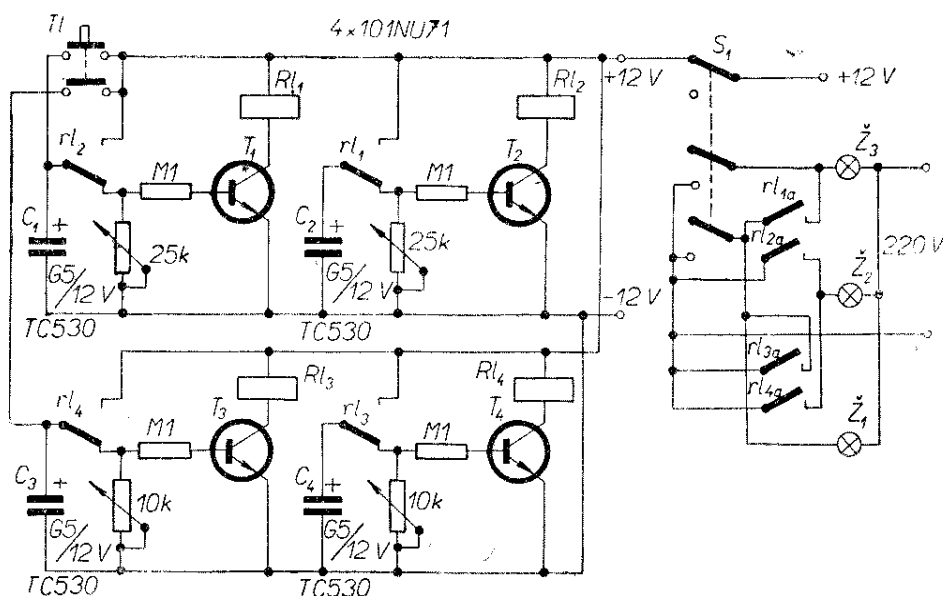 Tl
4×101NU71
S₁
+12 V
+12 V
Rl₁
Rl₂
rl₂
M1
T₁
rl₁
M1
T₂
Ž₃
rl₁ₐ
rl₂ₐ
C₁ +
25k
C₂ +
25k
220 V
Ž₂
G5/12 V
G5/12 V
-12 V
TC530
TC530
rl₃ₐ
rl₄ₐ
Rl₃
Rl₄
rl₄
M1
T₃
rl₃
M1
T₄
Ž₁
C₃ +
10k
C₄ +
10k
G5/12 V
G5/12 V
TC530
TC530